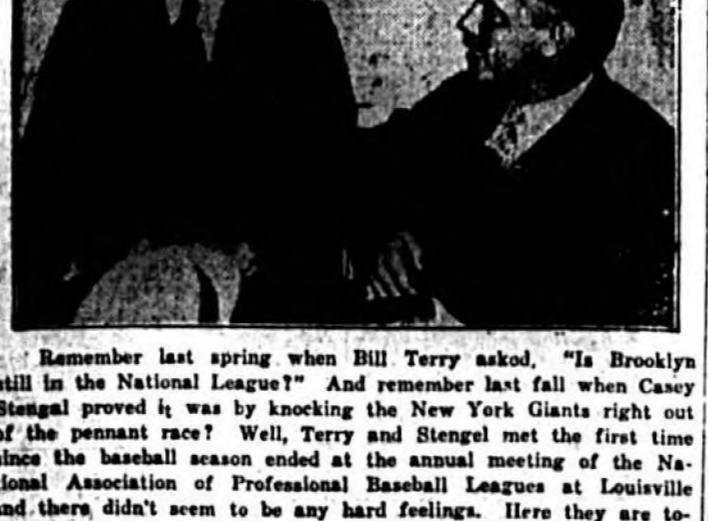 Remember last spring when Bill Terry asked, "Is Brooklyn
still in the National League?" And remember last fall when Casey
Stengal proved it was by knocking the New York Giants right out
of the pennant race? Well, Terry and Stengel met the first time
since the baseball season ended at the annual meeting of the Na-
tional Association of Professional Baseball Leagues at Louisville
and there didn't seem to be any hard feelings. Here they are to-